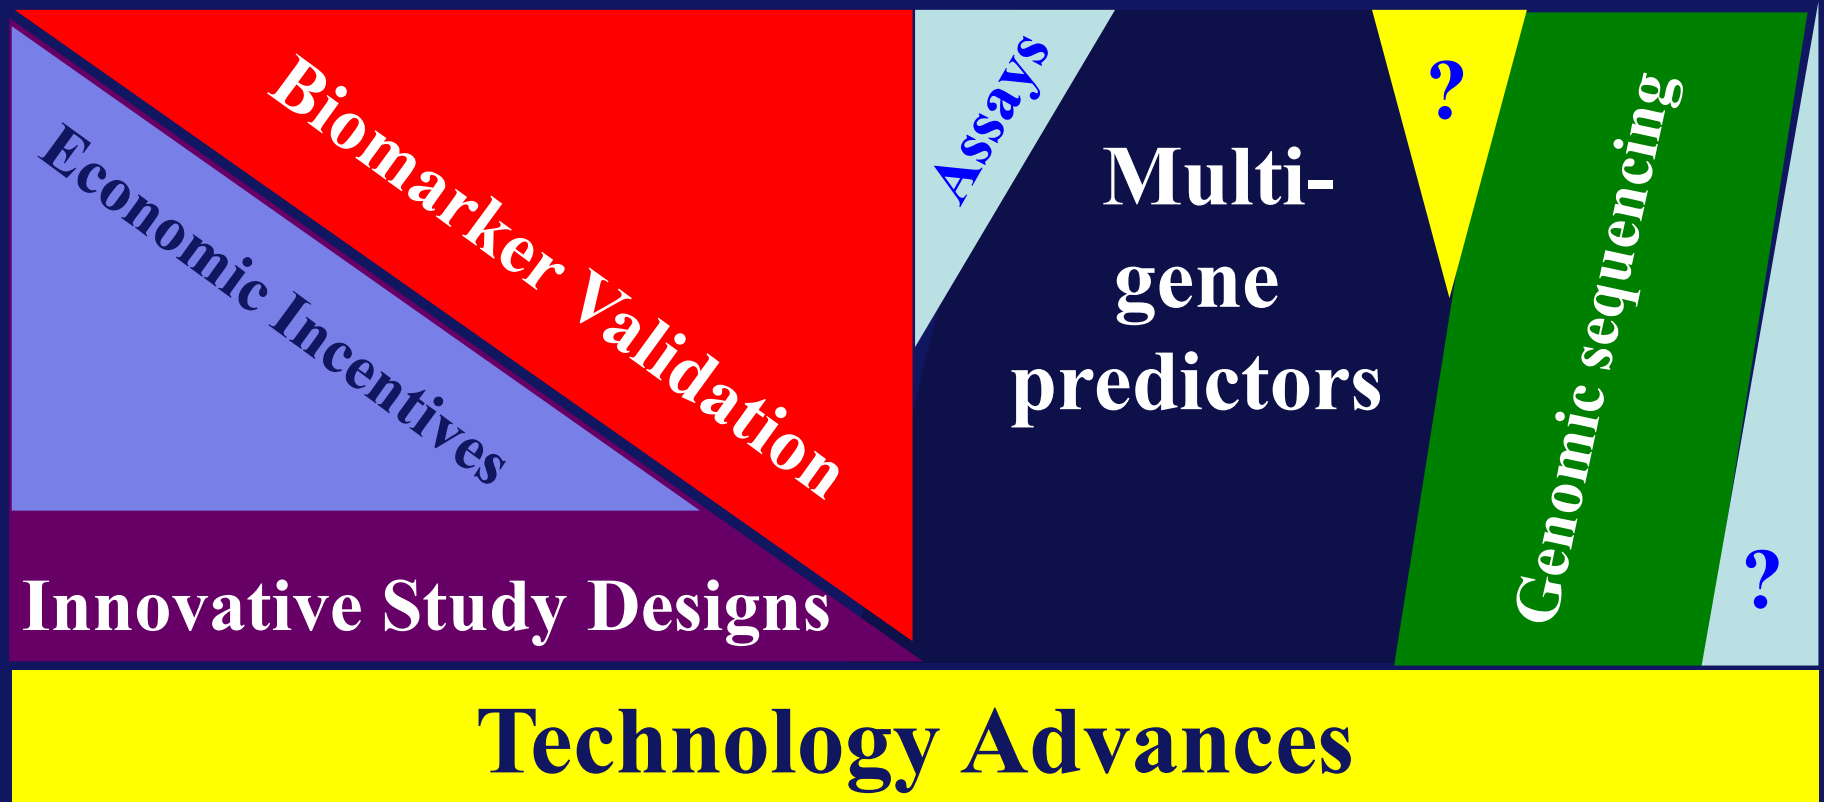 Biomarker Validation
Economic Incentives
Innovative Study Designs
Assays
Multi-
gene
predictors
?
Genomic sequencing
?
Technology Advances